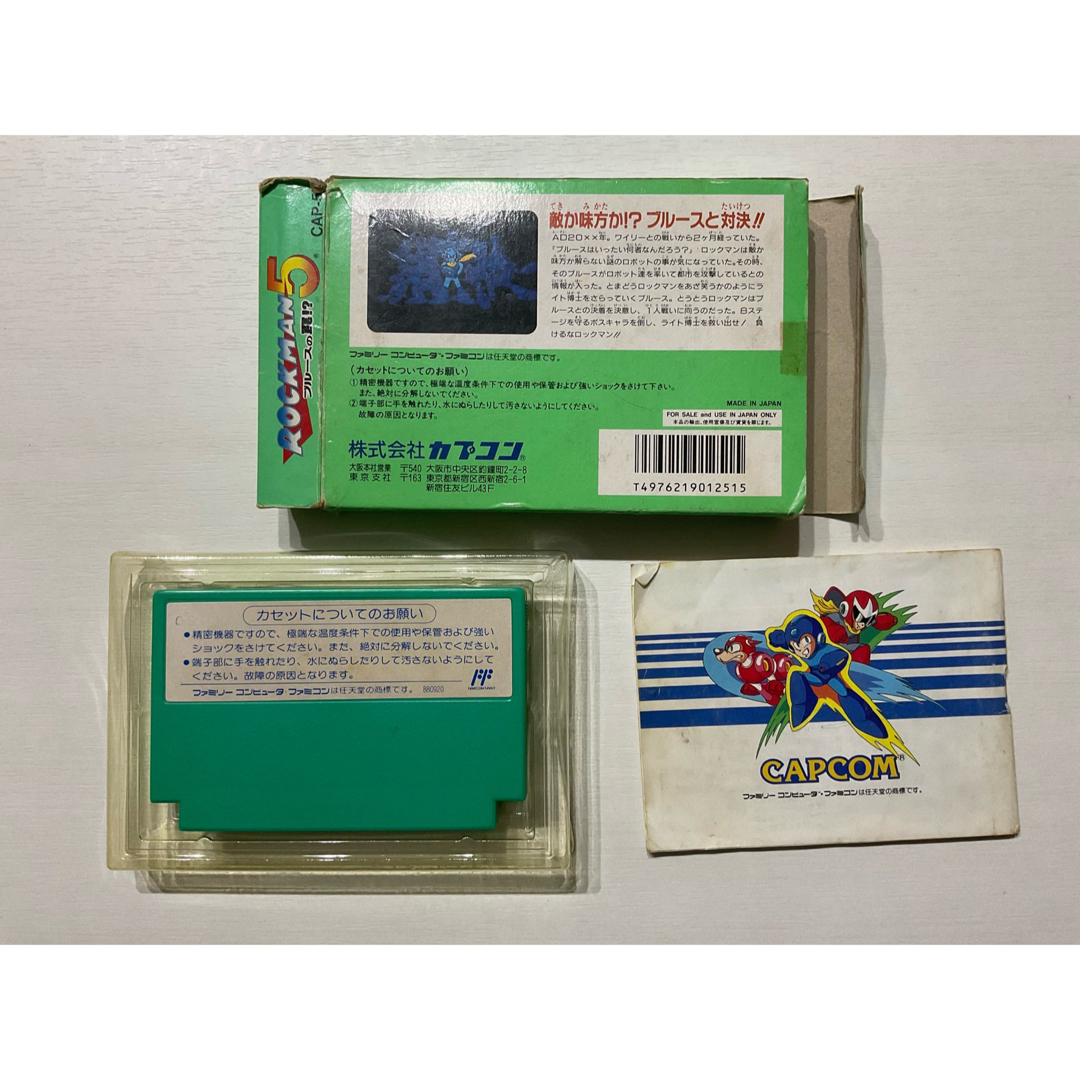 CAP-5
ROCKMAN5
ブルースの罠!?
敵か味方か!? ブルースと対決!!
AD20××年。ワイリーとの戦いから2ヶ月経っていた。
「ブルースはいったい何者なんだろう?」ロックマンは敵か
味方か解らない謎のロボットの事が気になっていた。その時、
そのブルースがロボット達を率いて都市を攻撃しているとの
情報が入った。とまどうロックマンをあざ笑うかのようにラ
イト博士をさらっていくブルース。とうとうロックマンはブ
ルースとの決着を決意し、1人戦いに向うのだった。8ステ
ージを守るボスキャラを倒し、ライト博士を救い出せ! 負
けるなロックマン!!
ファミリー コンピュータ・ファミコンは任天堂の商標です。
(カセットについてのお願い)
①精密機器ですので、極端な温度条件下での使用や保管および強いショックをさけて下さい。
また、絶対に分解しないでください。
②端子部に手を触れたり、水にぬらしたりして汚さないようにしてください。
故障の原因となります。
MADE IN JAPAN
FOR SALE and USE IN JAPAN ONLY
本品の輸出、使用営業及び賃貸を禁じます。
株式会社 カプコン®
大阪本社営業 〒540 大阪市中央区釣鐘町2-2-8
東京支社 〒163 東京都新宿区西新宿2-6-1
新宿住友ビル43F
T4976219012515
カセットについてのお願い
●精密機器ですので、極端な温度条件下での使用や保管および強い
ショックをさけてください。また、絶対に分解しないでください。
●端子部に手を触れたり、水にぬらしたりして汚さないようにして
ください。故障の原因となります。
ファミリー コンピュータ/ファミコンは任天堂の商標です。 880920
CAPCOM®
ファミリー コンピュータ・ファミコンは任天堂の商標です。